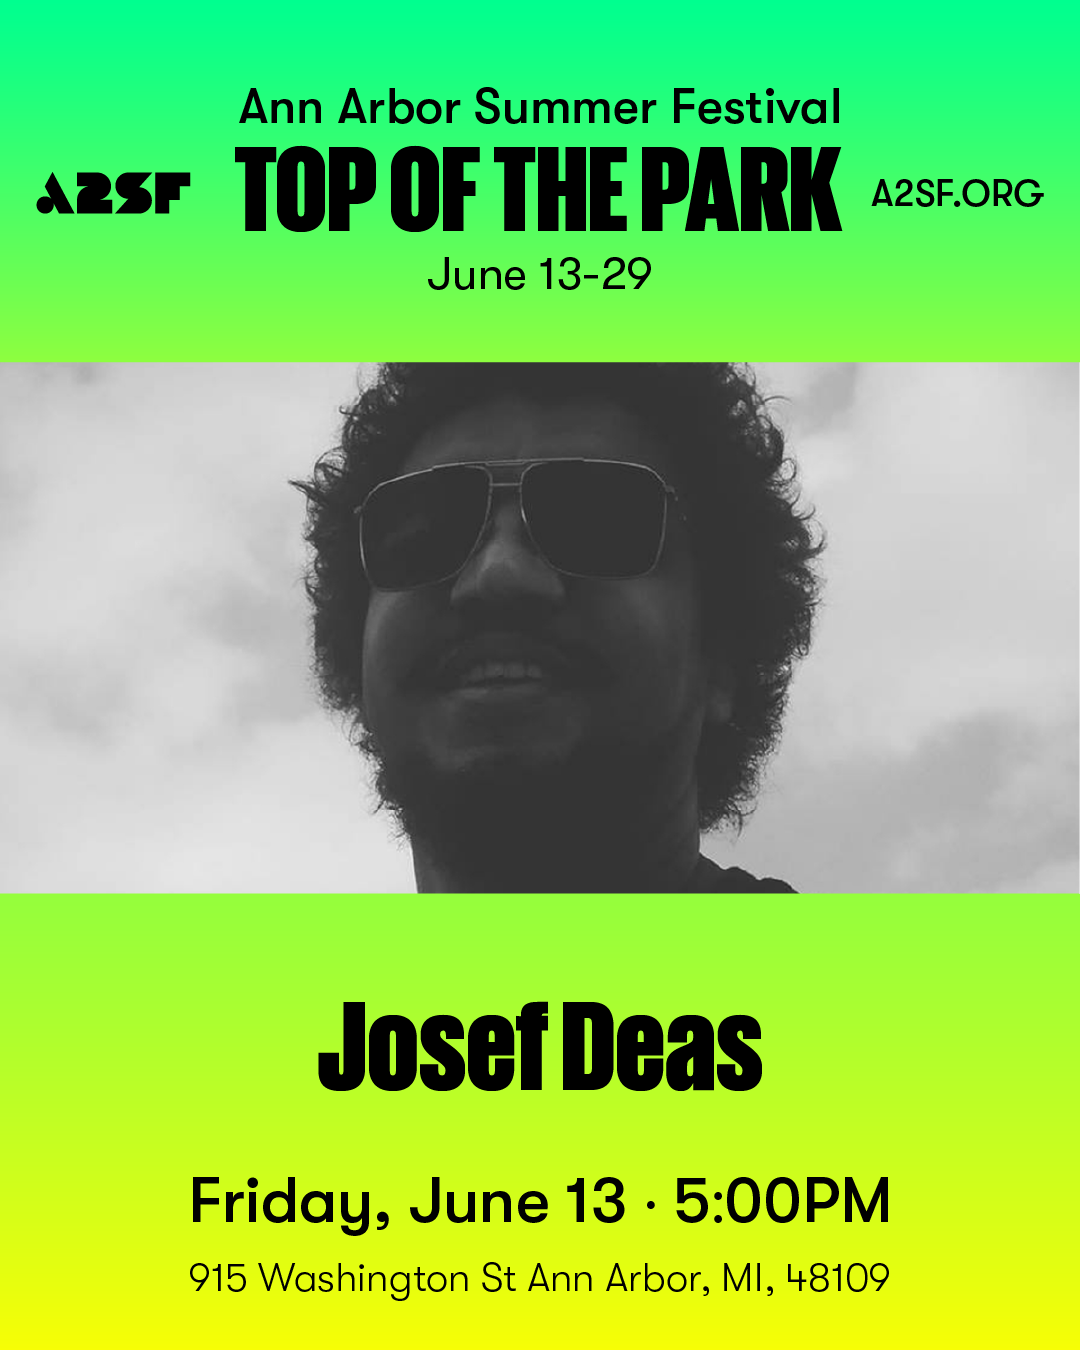 Ann Arbor Summer Festival
A2SF
TOP OF THE PARK
A2SF.ORG
June 13-29
Josef Deas
Friday, June 13 · 5:00PM
915 Washington St Ann Arbor, MI, 48109